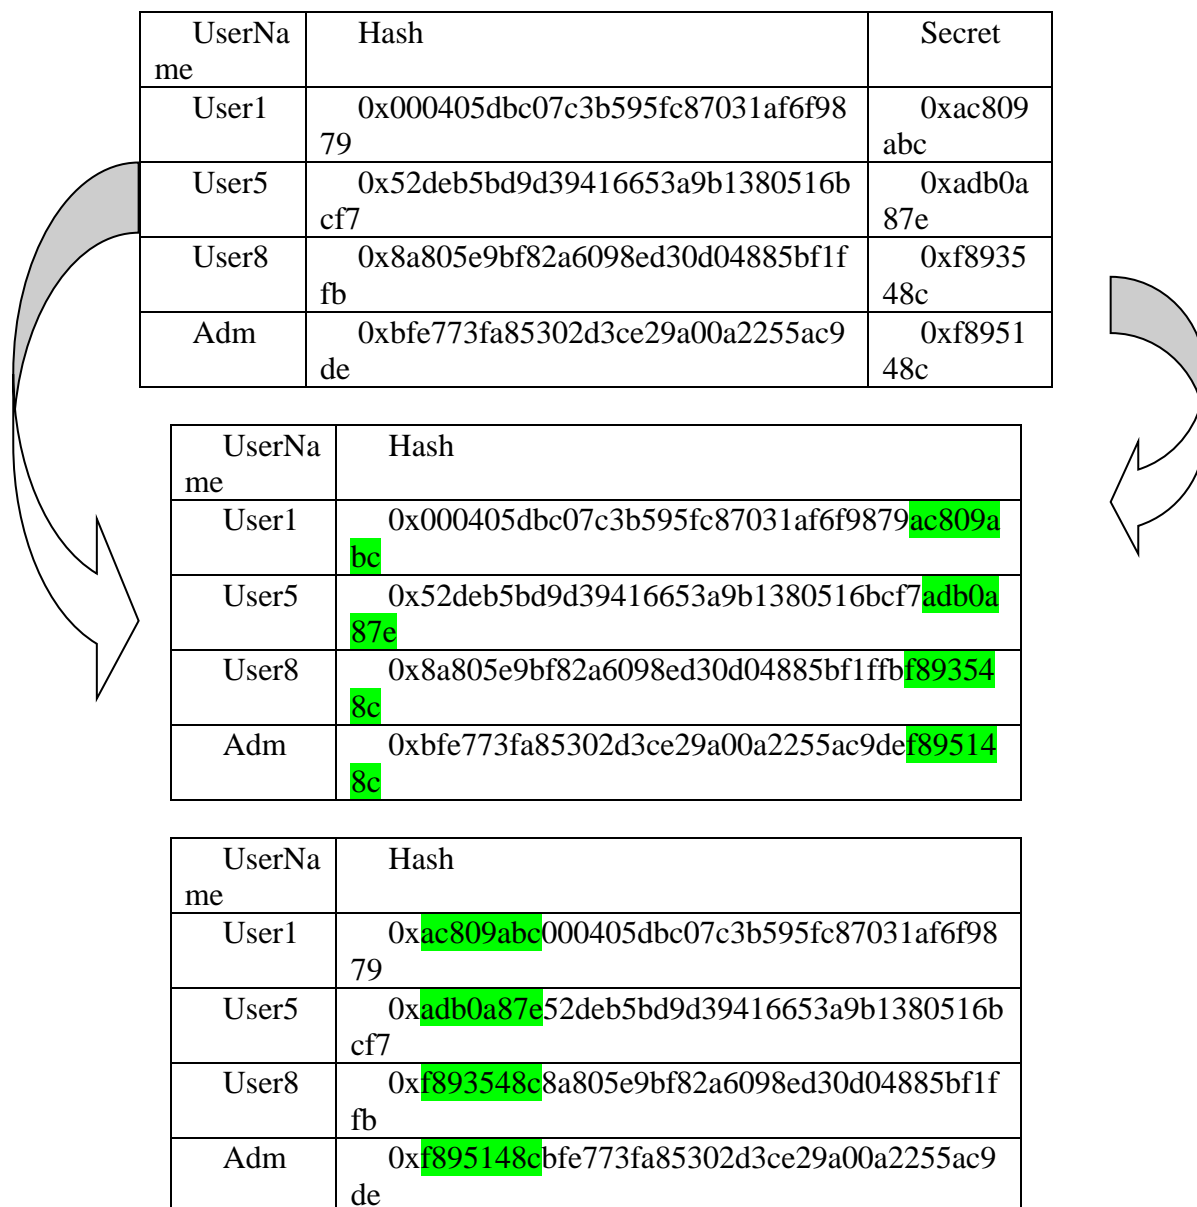 UserNa Hash Secret
me
User1 0x000405dbc07c3b595fc87031af6f98 0xac809
79 abc
User5 0x52deb5bd9d39416653a9b1380516b 0xadb0a
cf7 87e
User8 0x8a805e9bf82a6098ed30d04885bf1f 0xf8935
fb 48c
Adm 0xbfe773fa85302d3ce29a00a2255ac9 0xf8951
de 48c
UserNa Hash
me
User1 0x000405dbc07c3b595fc87031af6f9879ac809a
bc
User5 0x52deb5bd9d39416653a9b1380516bcf7adb0a
87e
User8 0x8a805e9bf82a6098ed30d04885bf1ffbf89354
8c
Adm 0xbfe773fa85302d3ce29a00a2255ac9def89514
8c
UserNa Hash
me
User1 0xac809abc000405dbc07c3b595fc87031af6f98
79
User5 0xadb0a87e52deb5bd9d39416653a9b1380516b
cf7
User8 0xf893548c8a805e9bf82a6098ed30d04885bf1f
fb
Adm 0xf895148cbfe773fa85302d3ce29a00a2255ac9
de